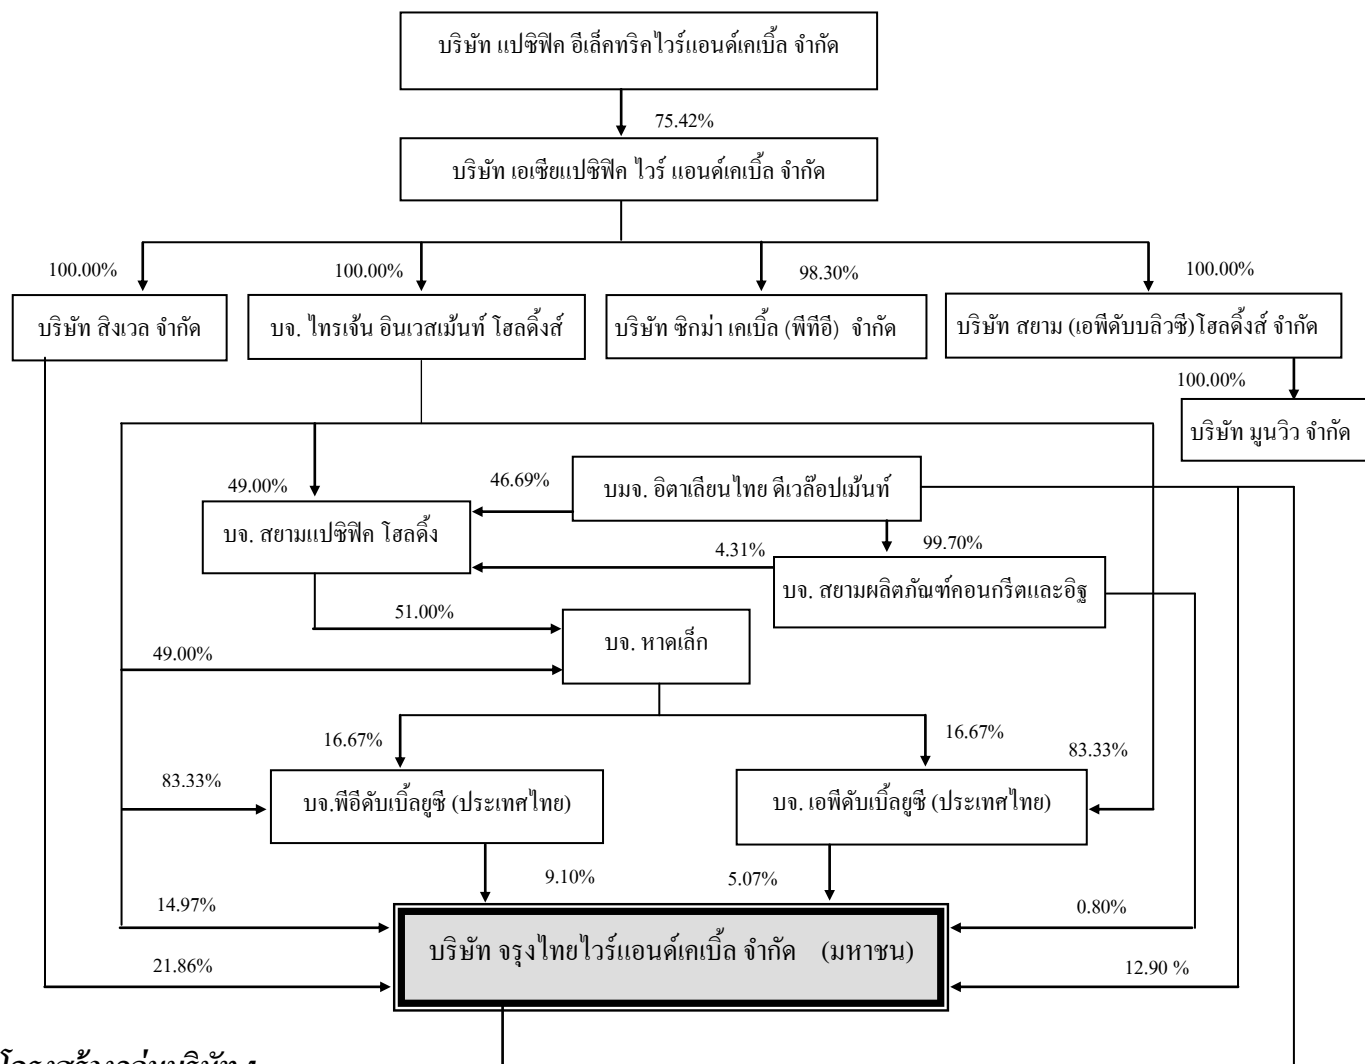 บริษัท แปซิฟิค อีเล็คทริคไวร์แอนด์เคเบิ้ล จำกัด
75.42%
บริษัท เอเซียแปซิฟิค ไวร์ แอนด์เคเบิ้ล จำกัด
100.00%
100.00%
98.30%
100.00%
บริษัท สิงเวล จำกัด
บจ. ไทรเจ้น อินเวสเม้นท์ โฮลดิ้งส์
บริษัท ซิกม่า เคเบิ้ล (พีทีอี) จำกัด
บริษัท สยาม (เอพีดับบลิวซี)โฮลดิ้งส์ จำกัด
100.00%
บริษัท มูนวิว จำกัด
49.00%
46.69%
บมจ. อิตาเลียนไทย ดีเวล๊อปเม้นท์
บจ. สยามแปซิฟิค โฮลดิ้ง
4.31%
99.70%
บจ. สยามผลิตภัณฑ์คอนกรีตและอิฐ
51.00%
บจ. หาดเล็ก
49.00%
16.67%
16.67%
83.33%
83.33%
บจ.พีอีดับเบิ้ลยูซี (ประเทศไทย)
บจ. เอพีดับเบิ้ลยูซี (ประเทศไทย)
9.10%
5.07%
14.97%
0.80%
บริษัท จรุงไทยไวร์แอนด์เคเบิ้ล จำกัด (มหาชน)
21.86%
12.90 %